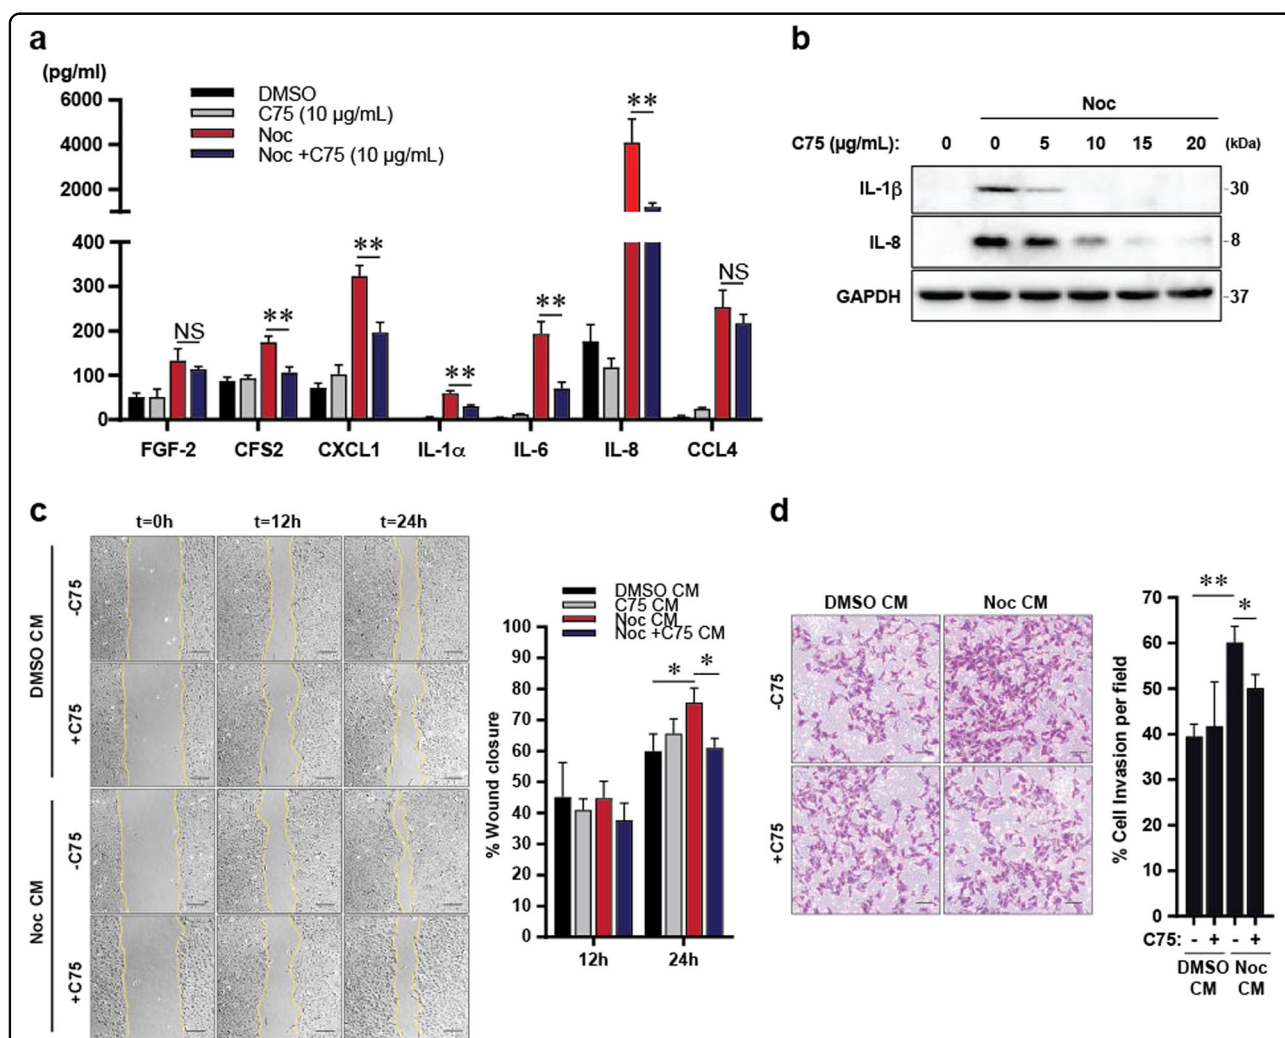 a
(pg/ml)
DMSO
C75 (10 µg/mL)
Noc
Noc +C75 (10 µg/mL)
6000
4000
2000
400
300
200
100
0
NS
**
**
**
**
**
NS
FGF-2
CFS2
CXCL1
IL-1α
IL-6
IL-8
CCL4
b
Noc
C75 (µg/mL): 0 0 5 10 15 20 (kDa)
IL-1β -30
IL-8 -8
GAPDH -37
c
t=0h t=12h t=24h
DMSO CM
-C75
+C75
Noc CM
-C75
+C75
DMSO CM
C75 CM
Noc CM
Noc +C75 CM
% Wound closure
100
90
80
70
60
50
40
30
20
10
0
*
*
12h 24h
d
DMSO CM Noc CM
-C75
+C75
% Cell Invasion per field
70
60
50
40
30
20
10
0
**
*
C75: - + - +
DMSO CM
Noc CM